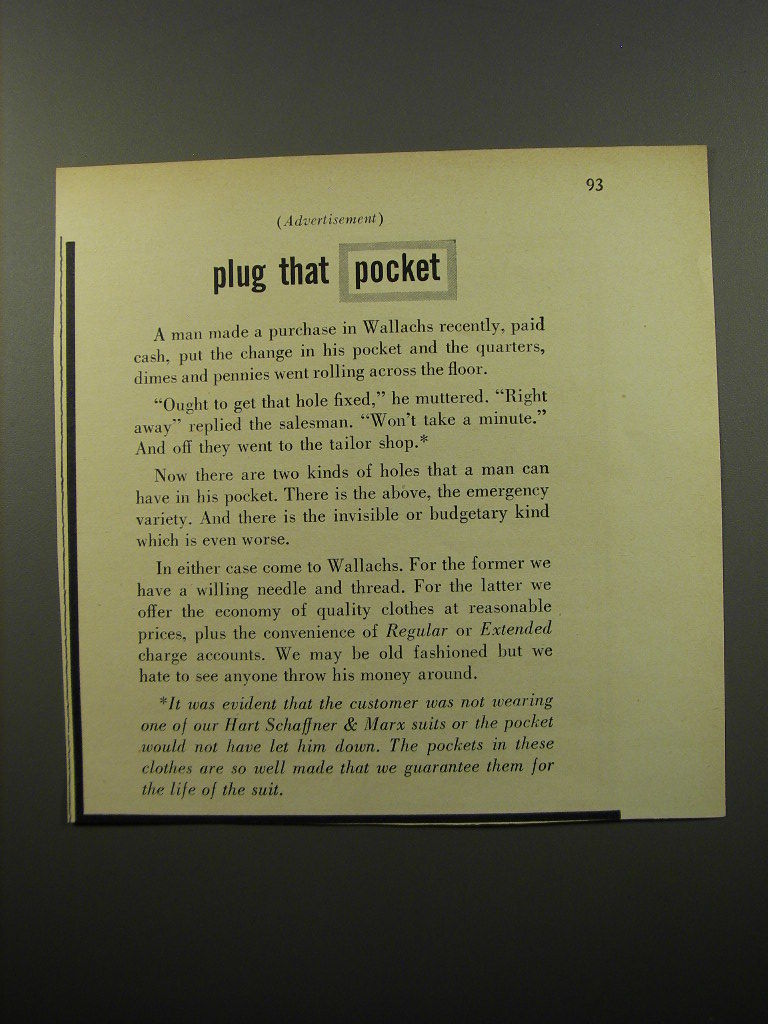 93
(Advertisement)
plug that pocket
A man made a purchase in Wallachs recently, paid
cash, put the change in his pocket and the quarters,
dimes and pennies went rolling across the floor.
“Ought to get that hole fixed,” he muttered. “Right
away” replied the salesman. “Won’t take a minute.”
And off they went to the tailor shop.*
Now there are two kinds of holes that a man can
have in his pocket. There is the above, the emergency
variety. And there is the invisible or budgetary kind
which is even worse.
In either case come to Wallachs. For the former we
have a willing needle and thread. For the latter we
offer the economy of quality clothes at reasonable
prices, plus the convenience of Regular or Extended
charge accounts. We may be old fashioned but we
hate to see anyone throw his money around.
*It was evident that the customer was not wearing
one of our Hart Schaffner & Marx suits or the pocket
would not have let him down. The pockets in these
clothes are so well made that we guarantee them for
the life of the suit.